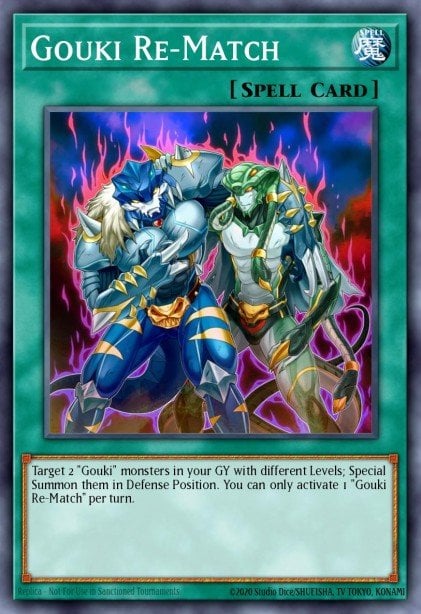 GOUKI RE-MATCH
SPELL
魔
[ SPELL CARD ]
Target 2 "Gouki" monsters in your GY with different Levels; Special
Summon them in Defense Position. You can only activate 1 "Gouki
Re-Match" per turn.
Replica - Not For Use in Sanctioned Tournaments
©2020 Studio Dice/SHUEISHA, TV TOKYO, KONAMI